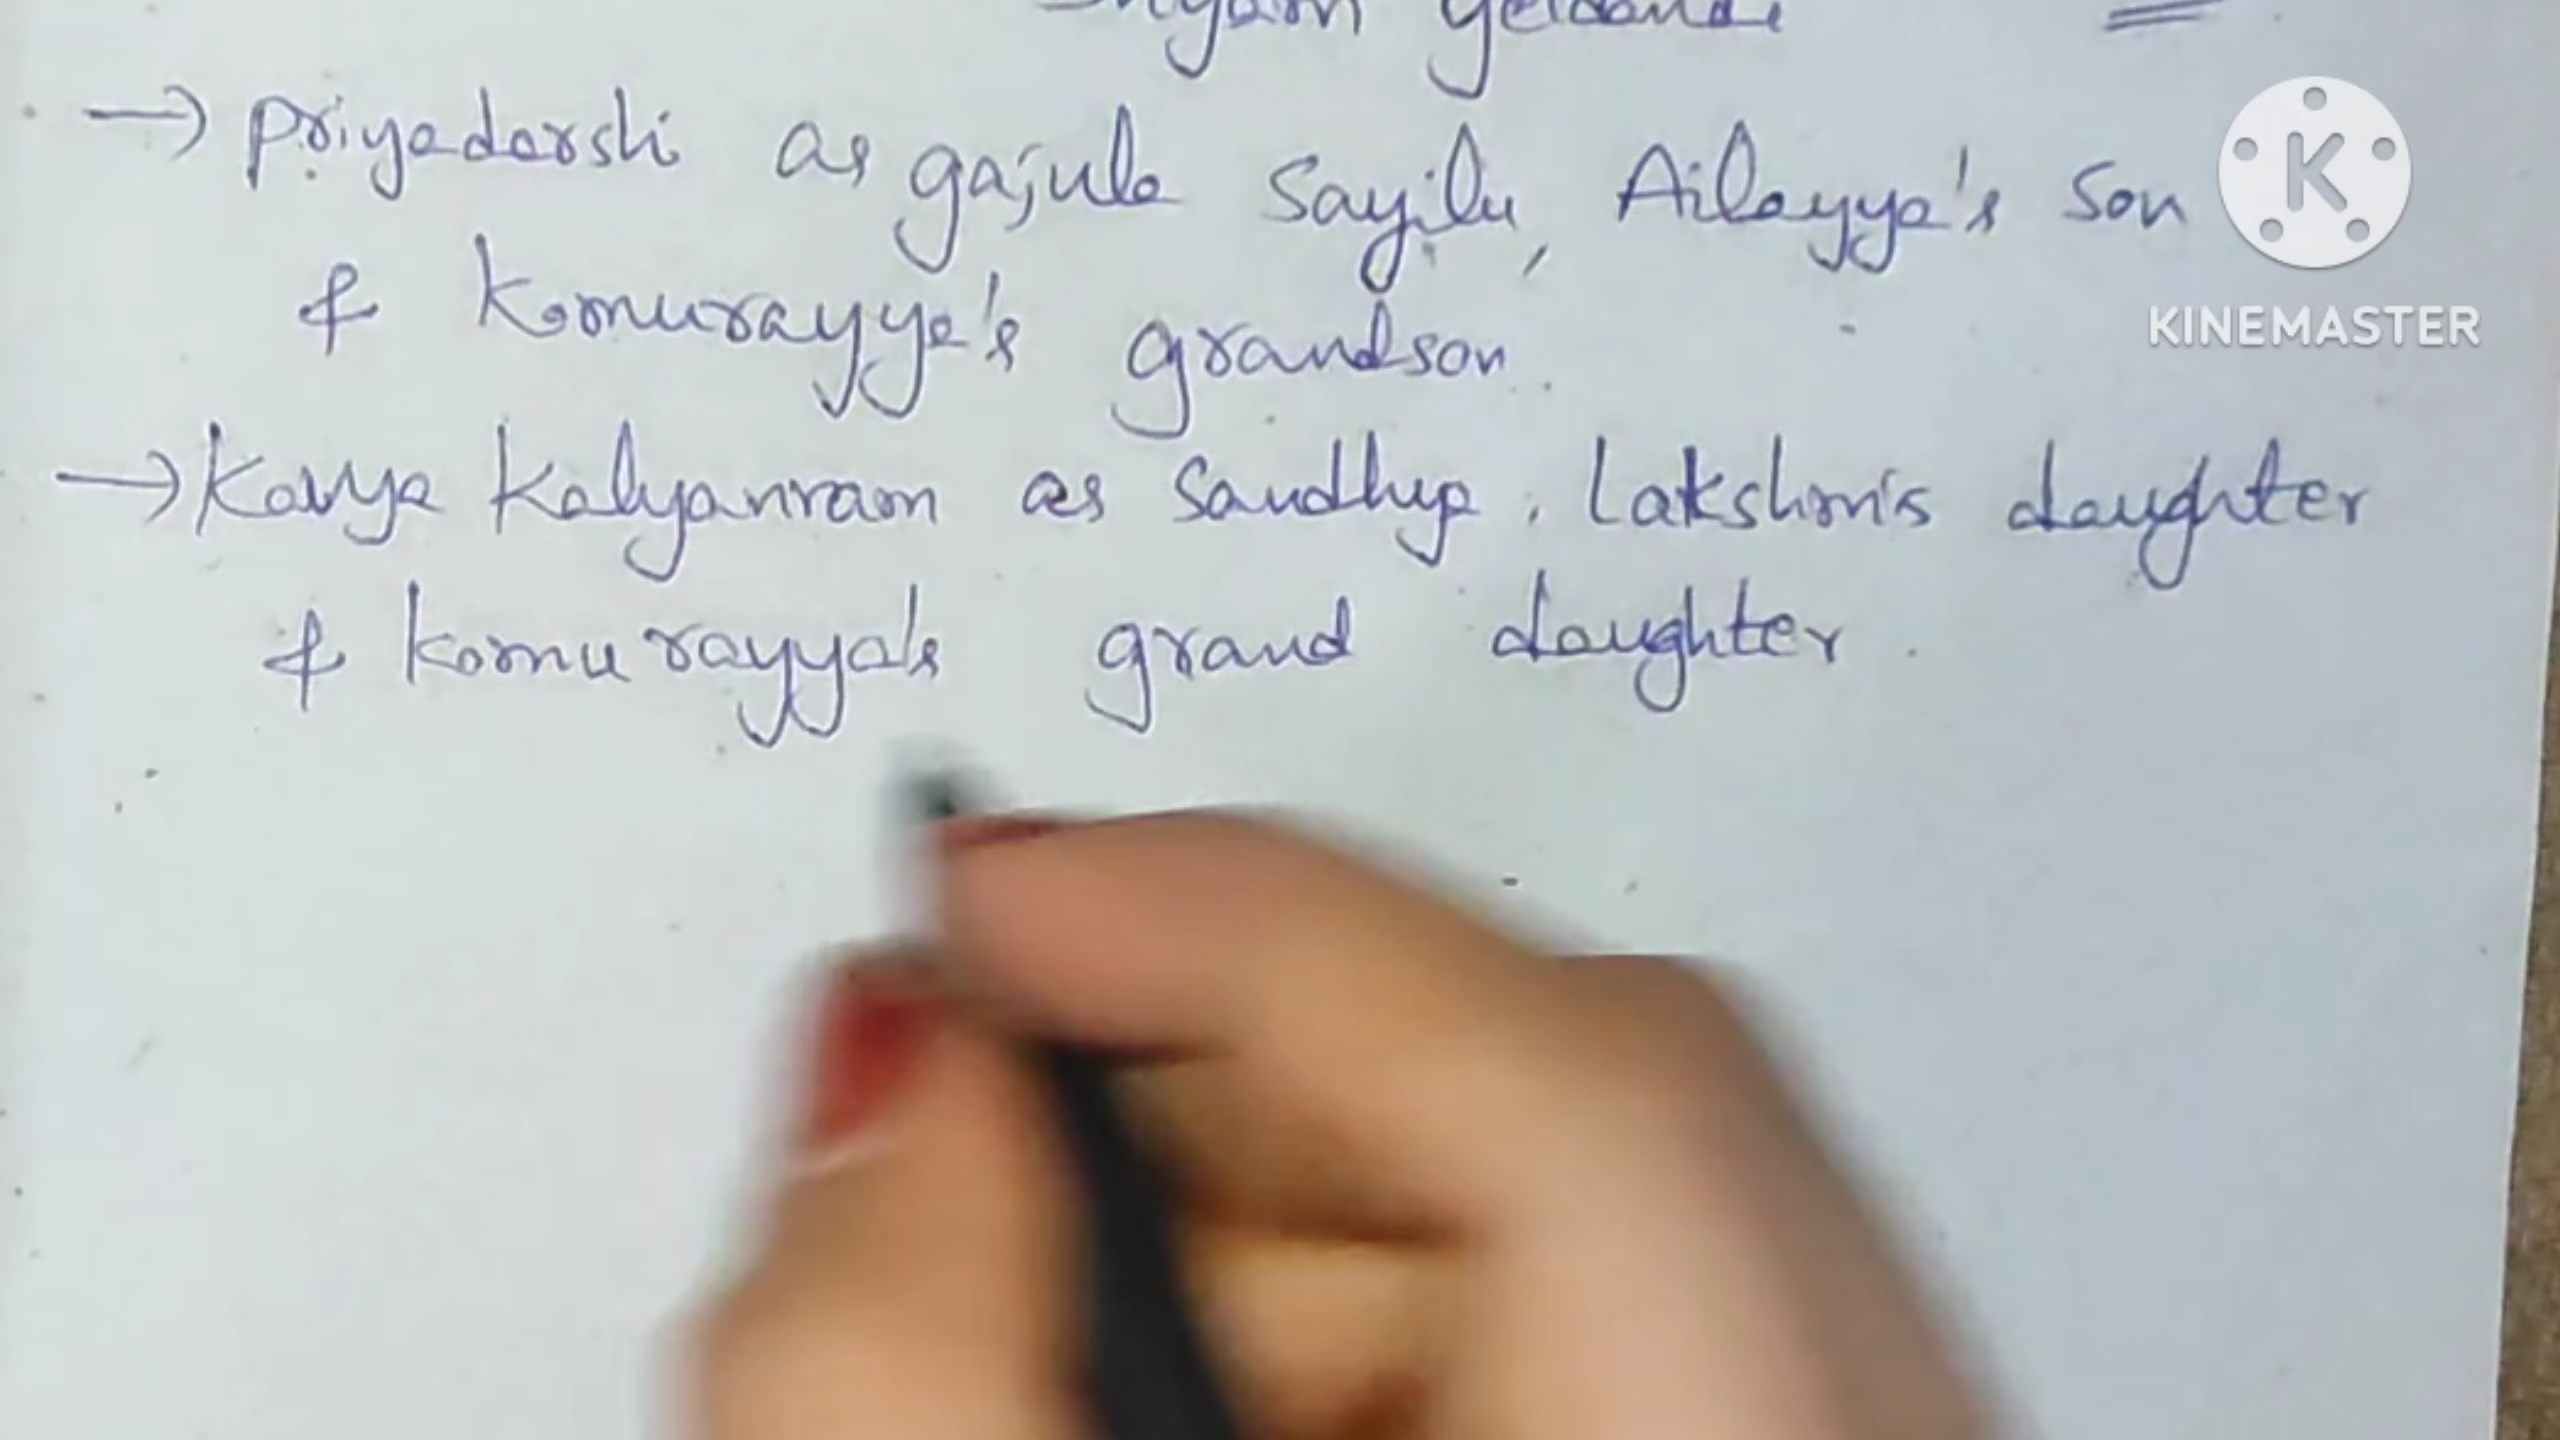 → Priyadarshi as gajula Sayilu, Ailayya's Son
& Komurayya's grandson.
→ Kavya Kalyanram as Sandhya, Lakshmi's daughter
& Komurayya's grand daughter.
K
KINEMASTER